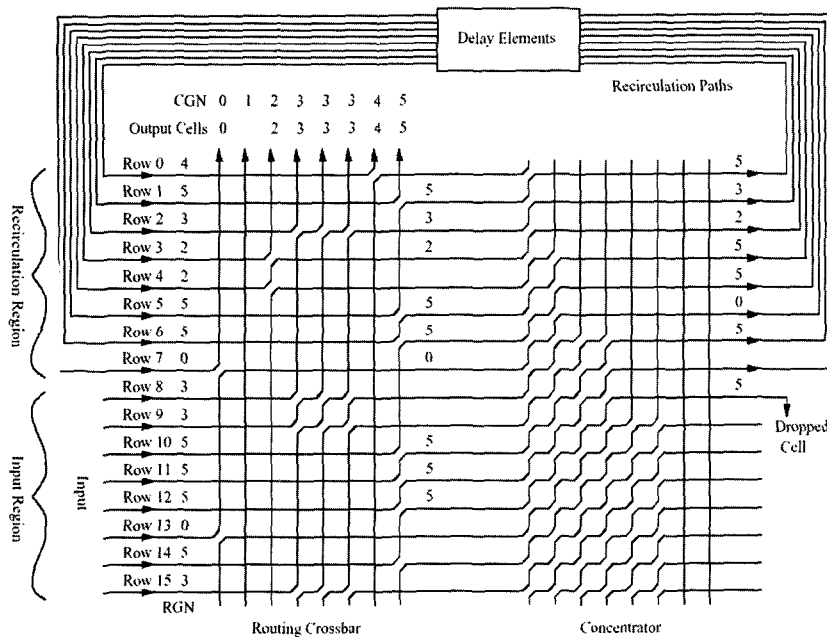 Delay Elements
Recirculation Paths
CGN 0 1 2 3 3 3 4 5
Output Cells 0 2 3 3 3 4 5
Row 0 4 5
Row 1 5 5 3
Row 2 3 3 2
Row 3 2 2 5
Row 4 2 5
Row 5 5 5 0
Row 6 5 5 5
Row 7 0 0
Row 8 3 5
Row 9 3
Dropped Cell
Row 10 5 5
Row 11 5 5
Row 12 5 5
Row 13 0
Row 14 5
Row 15 3
RGN
Recirculation Region
Input Region
Input
Routing Crossbar
Concentrator